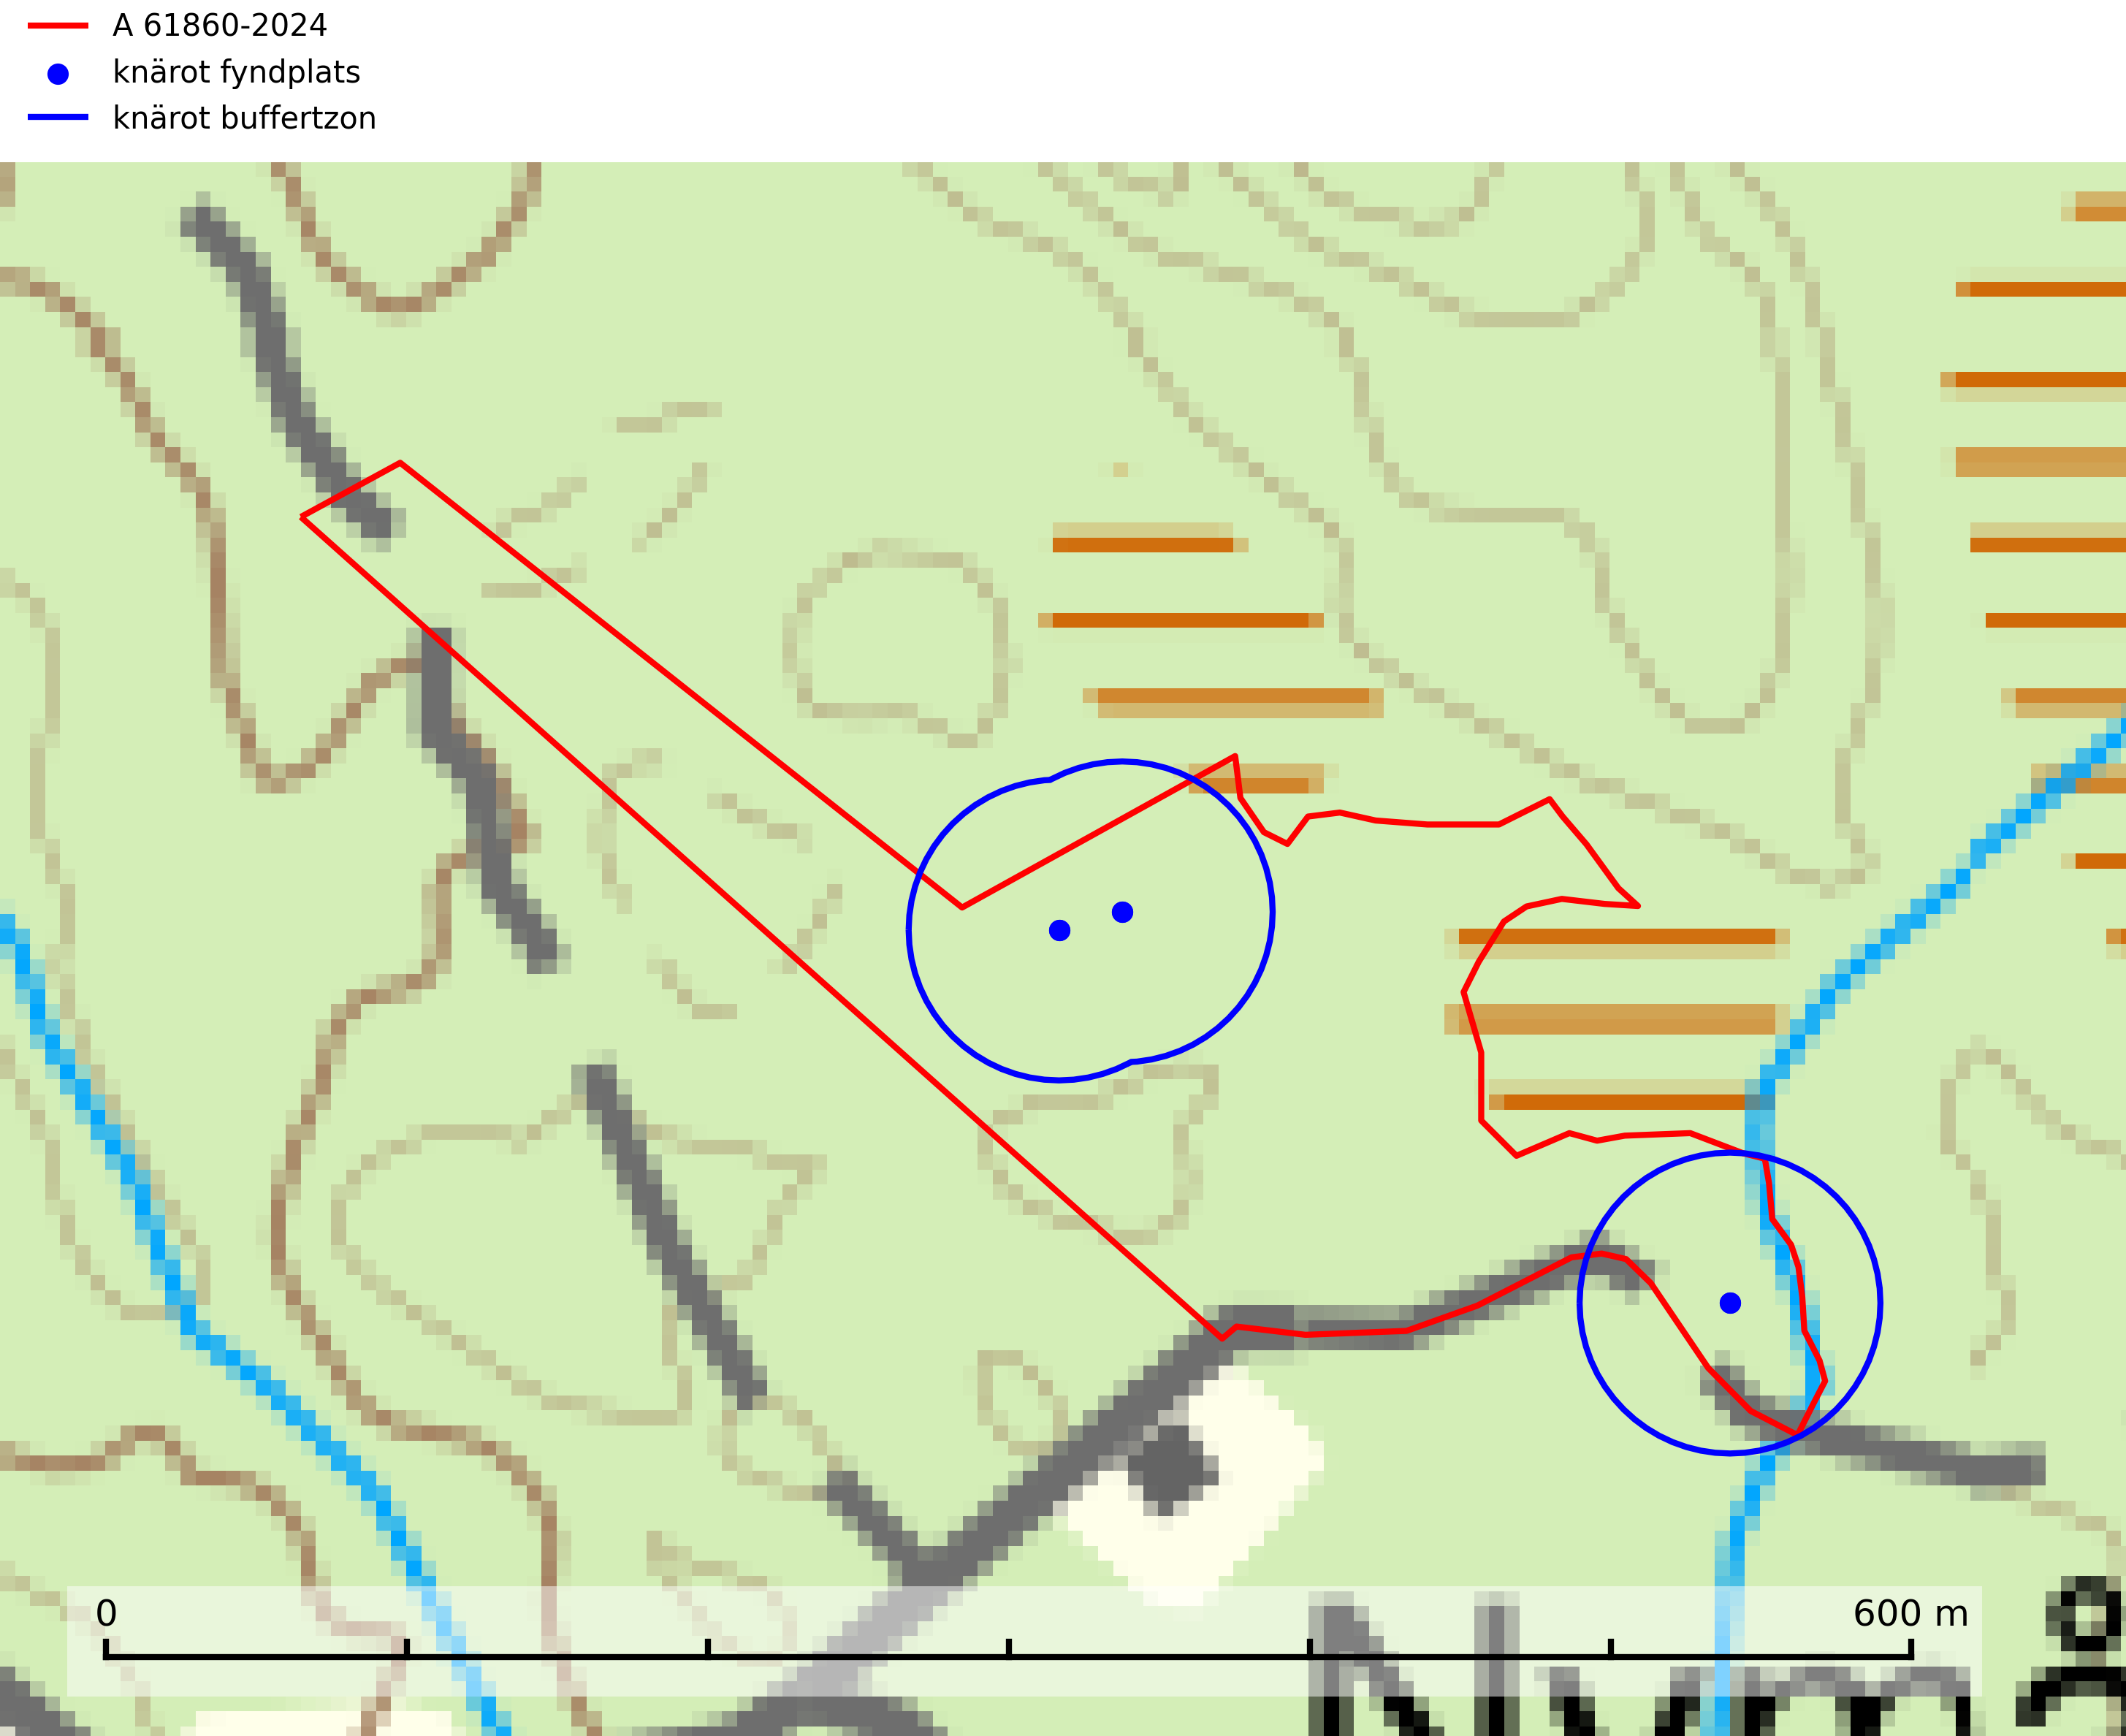 A 61860-2024
knärot fyndplats
knärot buffertzon
0
600 m